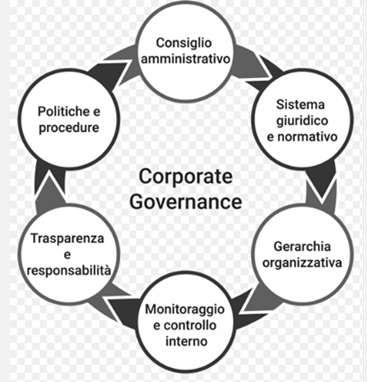 Consiglio
amministrativo
Sistema
giuridico
e normativo
Gerarchia
organizzativa
Monitoraggio
e controllo
interno
Trasparenza
e
responsabilità
Politiche e
procedure
Corporate
Governance